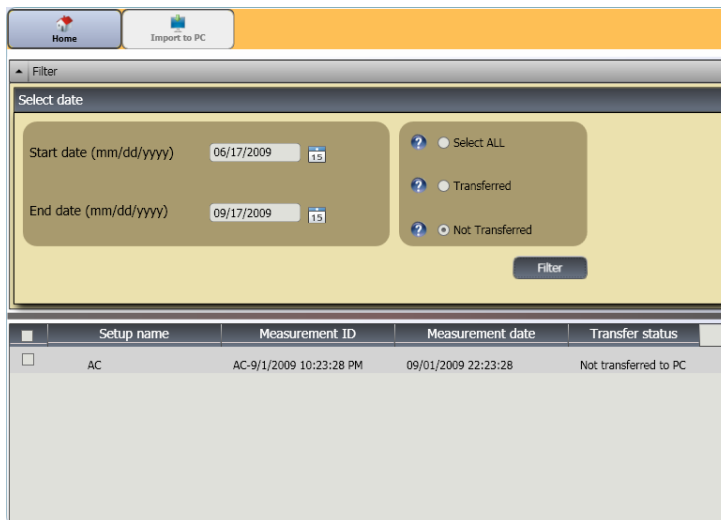 Home
Import to PC
Filter
Select date
Start date (mm/dd/yyyy)
06/17/2009
15
End date (mm/dd/yyyy)
09/17/2009
15
? Select ALL
? Transferred
? Not Transferred
Filter
Setup name Measurement ID Measurement date Transfer status
AC AC-9/1/2009 10:23:28 PM 09/01/2009 22:23:28 Not transferred to PC